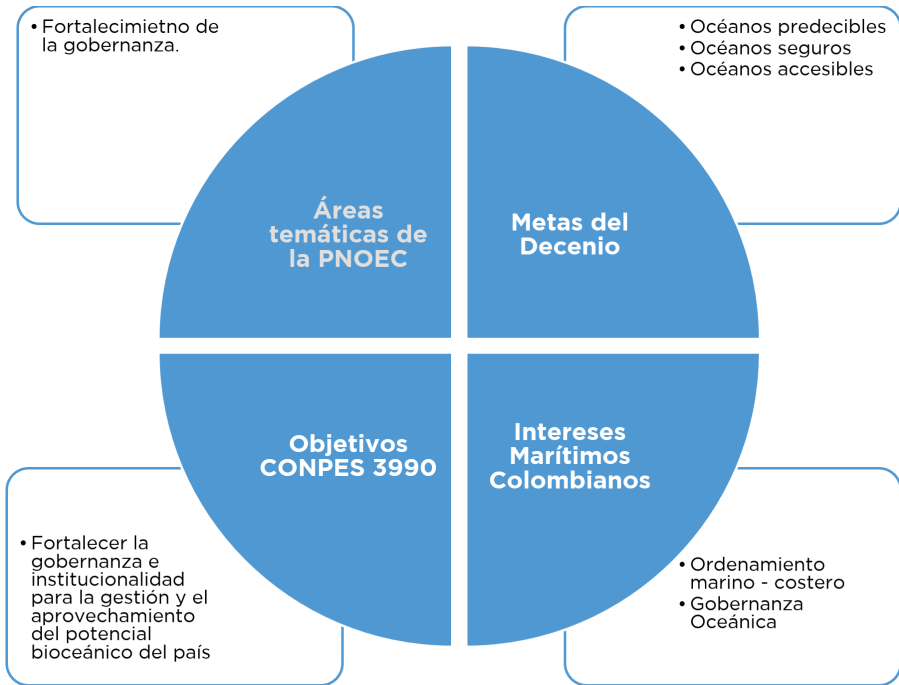 • Fortalecimietno de
la gobernanza.
• Océanos predecibles
• Océanos seguros
• Océanos accesibles
Áreas
temáticas de
la PNOEC
Metas del
Decenio
Objetivos
CONPES 3990
Intereses
Marítimos
Colombianos
• Fortalecer la
gobernanza e
institucionalidad
para la gestión y el
aprovechamiento
del potencial
bioceánico del país
• Ordenamiento
marino - costero
• Gobernanza
Oceánica